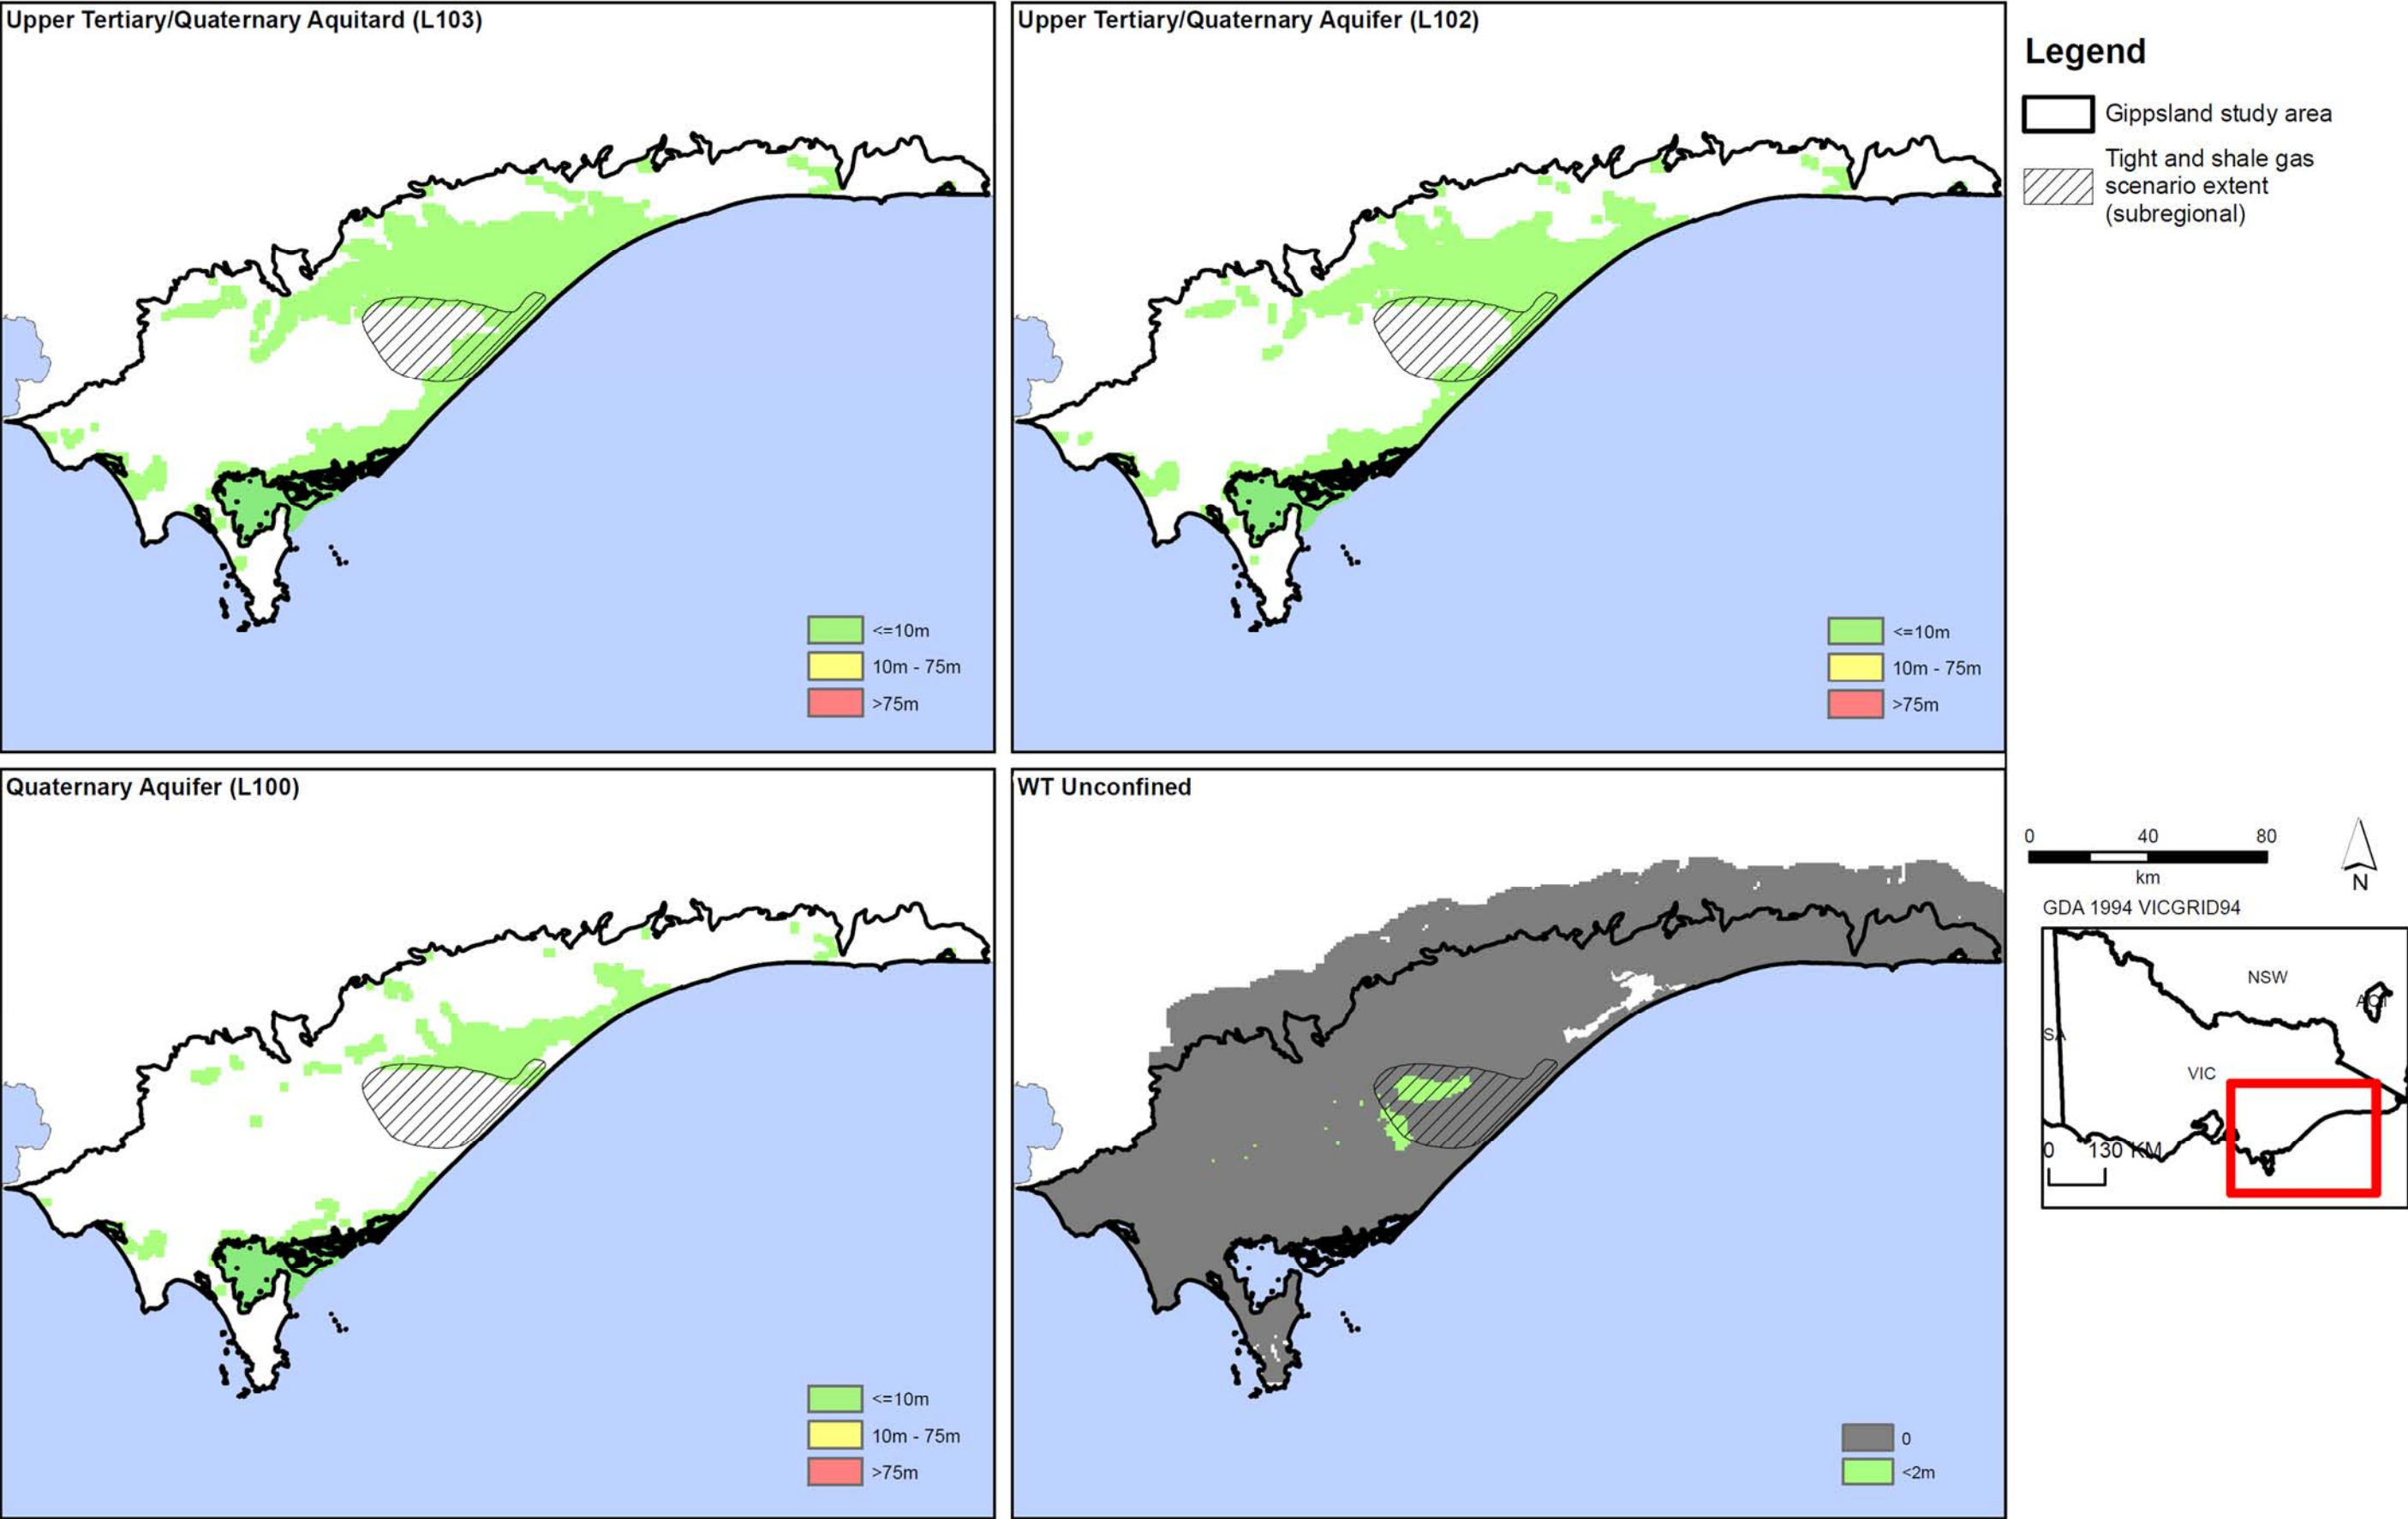 Upper Tertiary/Quaternary Aquitard (L103)
<=10m
10m - 75m
>75m
Upper Tertiary/Quaternary Aquifer (L102)
<=10m
10m - 75m
>75m
Legend
Gippsland study area
Tight and shale gas
scenario extent
(subregional)
Quaternary Aquifer (L100)
<=10m
10m - 75m
>75m
WT Unconfined
0
<2m
0 40 80
km
N
GDA 1994 VICGRID94
NSW
ACT
SA
VIC
0 130 KM